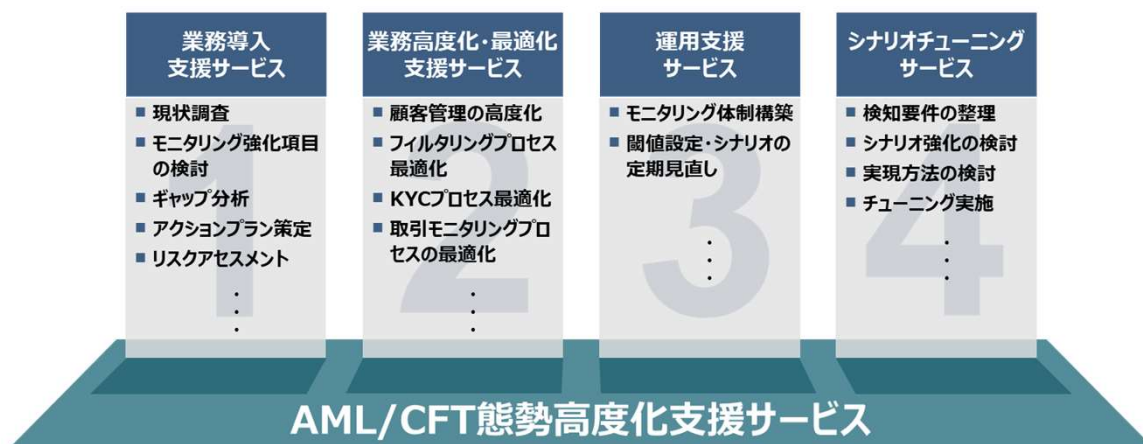 業務導入
支援サービス
■ 現状調査
■ モニタリング強化項目
の検討
■ ギャップ分析
■ アクションプラン策定
■ リスクアセスメント
・
・
・
1
業務高度化・最適化
支援サービス
■ 顧客管理の高度化
■ フィルタリングプロセス
最適化
■ KYCプロセス最適化
■ 取引モニタリングプロ
セスの最適化
・
・
・
2
運用支援
サービス
■ モニタリング体制構築
■ 閾値設定・シナリオの
定期見直し
・
・
・
3
シナリオチューニング
サービス
■ 検知要件の整理
■ シナリオ強化の検討
■ 実現方法の検討
■ チューニング実施
・
・
・
4
AML/CFT態勢高度化支援サービス